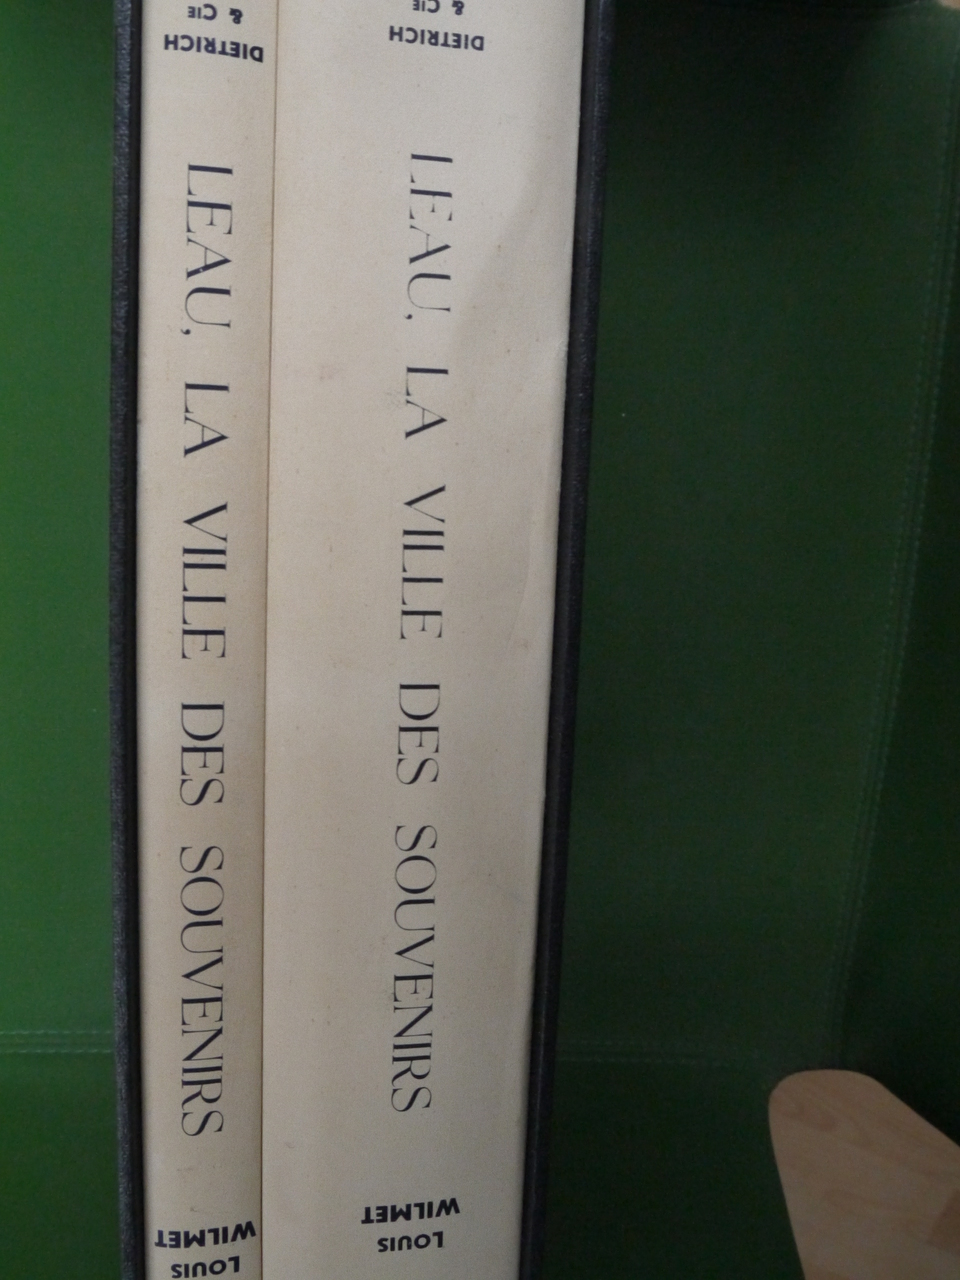 LOUIS
WILMET
LEAU, LA VILLE DES SOUVENIRS
DIETRICH
& CIE
LOUIS
WILMET
LEAU, LA VILLE DES SOUVENIRS
DIETRICH
& CIE